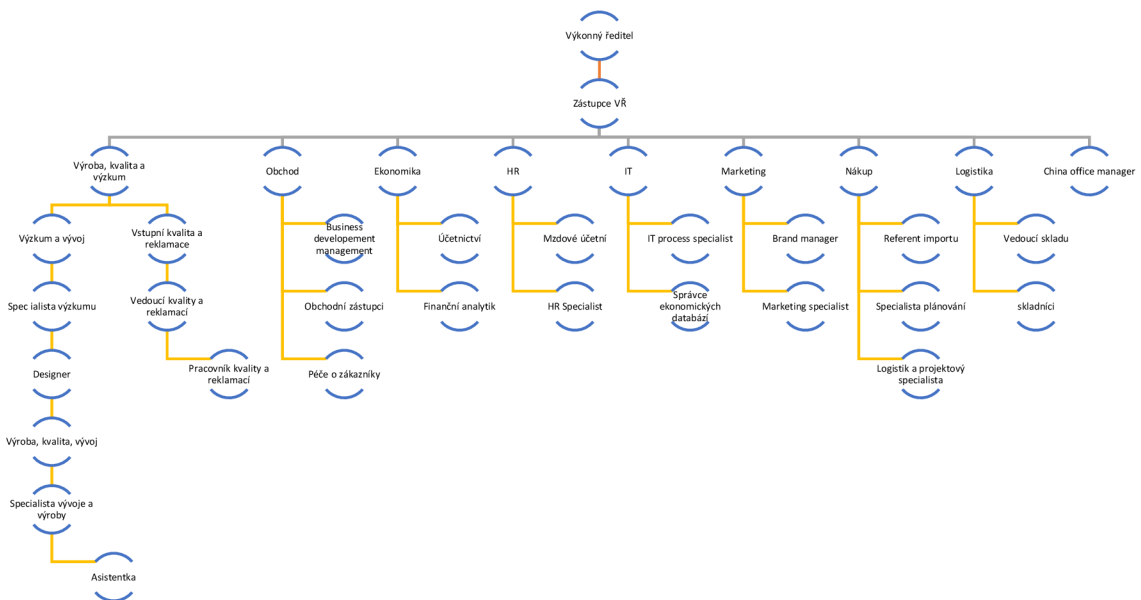 Výkonný ředitel
Zástupce VŘ
Výroba, kvalita a
výzkum
Obchod
Ekonomika
HR
IT
Marketing
Nákup
Logistika
China office manager
Výzkum a vývoj
Vstupní kvalita a
reklamace
Business
developement
management
Účetnictví
Mzdové účetní
IT process specialist
Brand manager
Referent importu
Vedoucí skladu
Spec ialista výzkumu
Vedoucí kvality a
reklamací
Obchodní zástupci
Finanční analytik
HR Specialist
Správce
ekonomických
databází
Marketing specialist
Specialista plánování
skladníci
Designer
Pracovník kvality a
reklamací
Péče o zákazníky
Logistik a projektový
specialista
Výroba, kvalita, vývoj
Specialista vývoje a
výroby
Asistentka